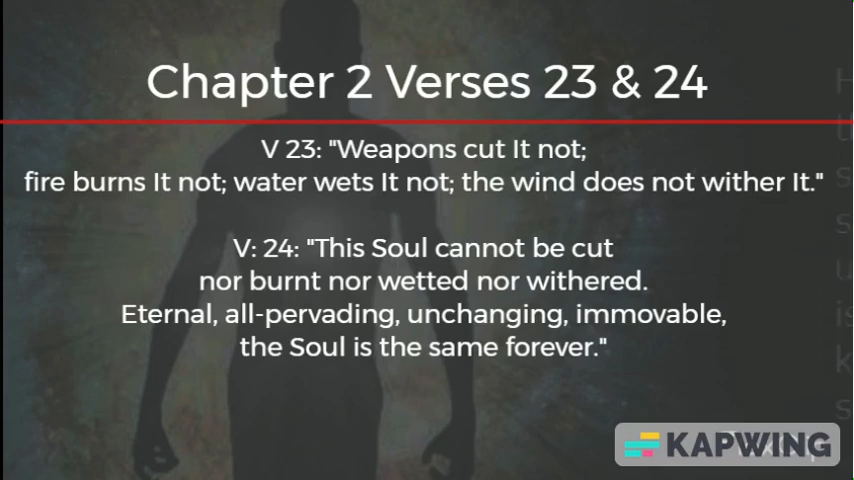 Chapter 2 Verses 23 & 24
V 23: "Weapons cut It not;
fire burns It not; water wets It not; the wind does not wither It."
V: 24: "This Soul cannot be cut
nor burnt nor wetted nor withered.
Eternal, all-pervading, unchanging, immovable,
the Soul is the same forever."
KAPWING